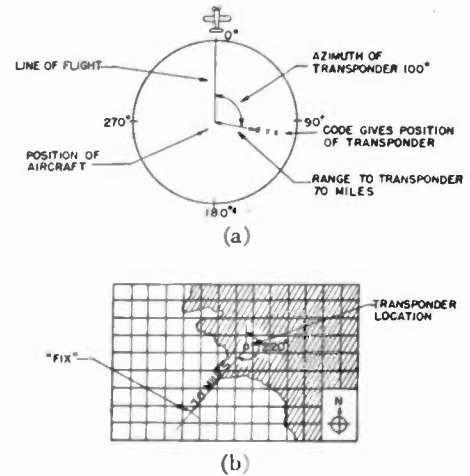 0°
LINE OF FLIGHT
AZIMUTH OF
TRANSPONDER 100°
270°
90°
CODE GIVES POSITION
OF TRANSPONDER
POSITION OF
AIRCRAFT
RANGE TO TRANSPONDER
70 MILES
180°
(a)
TRANSPONDER
LOCATION
220°
"FIX"
70 MILES
N
(b)